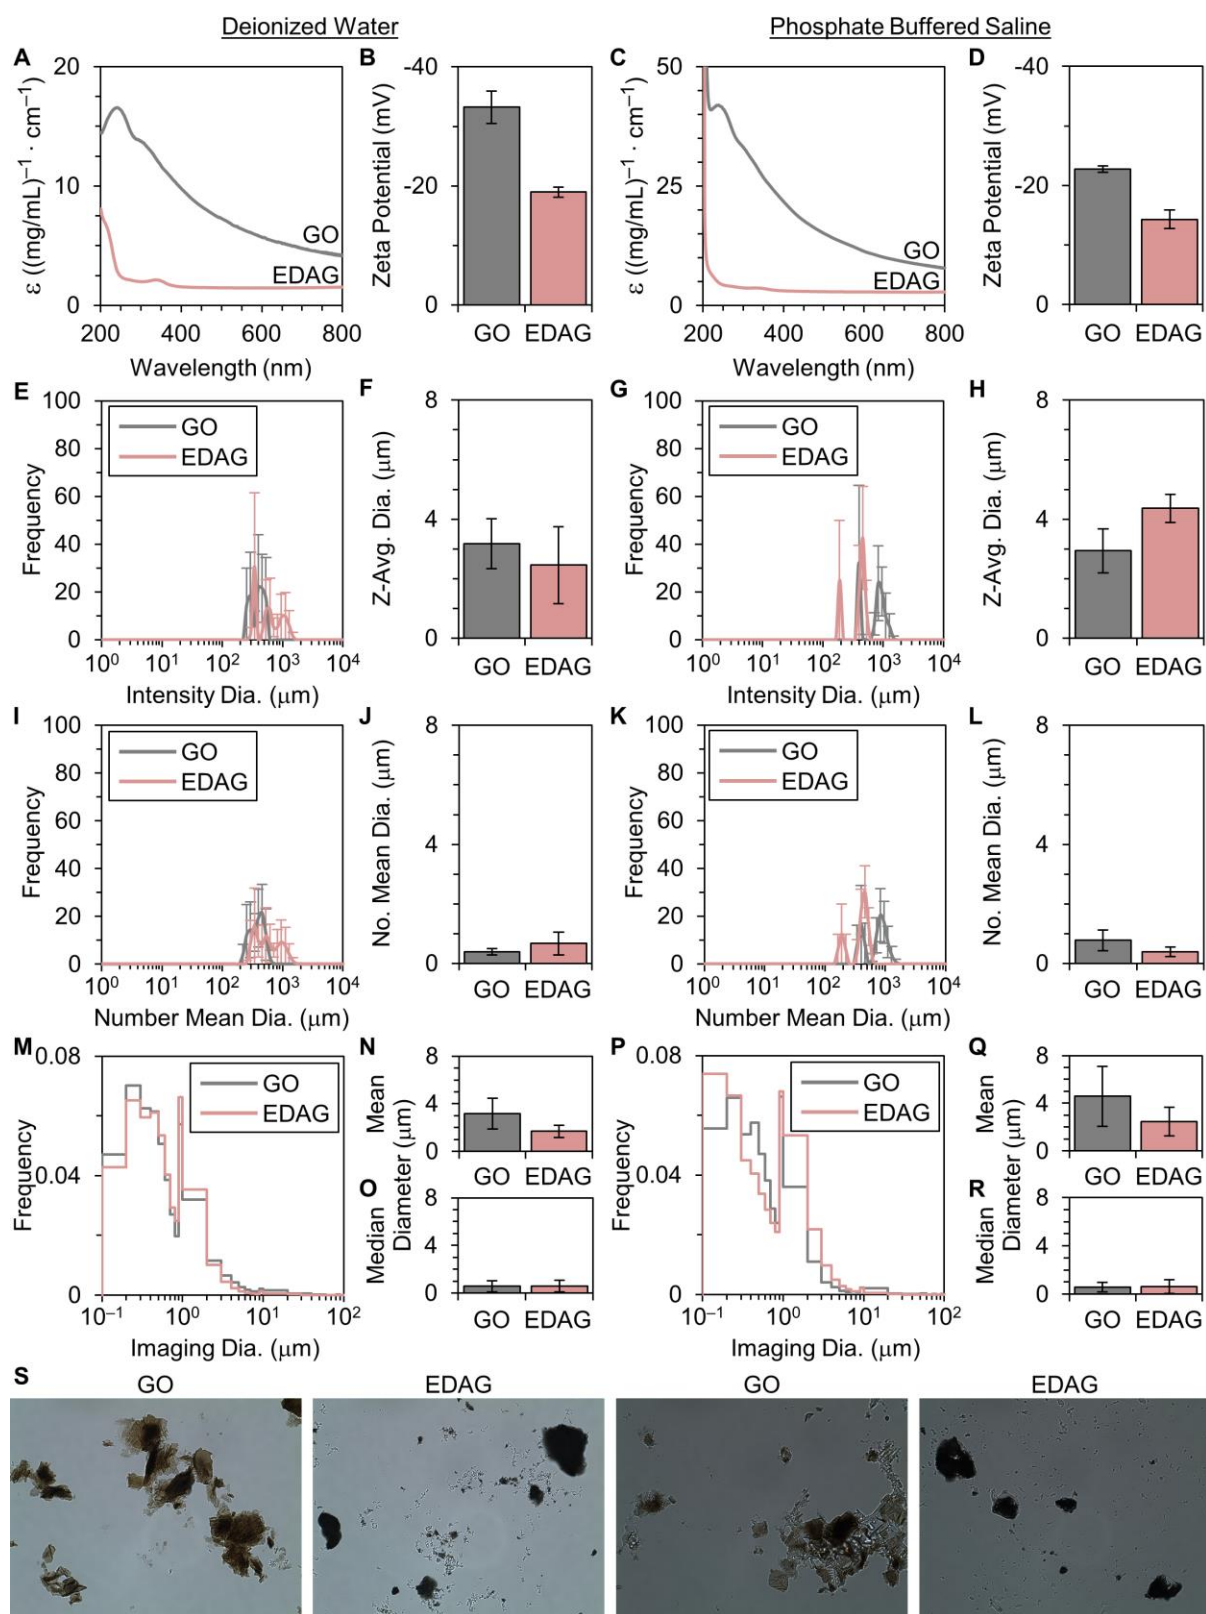 Deionized Water Phosphate Buffered Saline
A B C D
20 -40 50 -40
15
10 -20 25 -20
5
0 0 0 0
ε ((mg/mL)⁻¹ · cm⁻¹) Zeta Potential (mV) ε ((mg/mL)⁻¹ · cm⁻¹) Zeta Potential (mV)
GO GO
EDAG EDAG
200 400 600 800 GO EDAG 200 400 600 800 GO EDAG
Wavelength (nm) Wavelength (nm)
E F G H
100 8 100 8
80 80
60 60
40 4 40 4
20 20
0 0 0 0
GO GO
EDAG EDAG
Frequency Z-Avg. Dia. (μm) Frequency Z-Avg. Dia. (μm)
10⁰ 10¹ 10² 10³ 10⁴ GO EDAG 10⁰ 10¹ 10² 10³ 10⁴ GO EDAG
Intensity Dia. (μm) Intensity Dia. (μm)
I J K L
100 8 100 8
80 80
60 60
40 4 40 4
20 20
0 0 0 0
GO GO
EDAG EDAG
Frequency No. Mean Dia. (μm) Frequency No. Mean Dia. (μm)
10⁰ 10¹ 10² 10³ 10⁴ GO EDAG 10⁰ 10¹ 10² 10³ 10⁴ GO EDAG
Number Mean Dia. (μm) Number Mean Dia. (μm)
M N P Q
0.08 8 0.08 8
4 4
0 0
GO GO
EDAG EDAG
GO EDAG GO EDAG
0.04 0.04
O R
8 8
4 4
0 0 0 0
Frequency Mean Median Diameter (μm) Frequency Mean Median Diameter (μm)
10⁻¹ 10⁰ 10¹ 10² GO EDAG 10⁻¹ 10⁰ 10¹ 10² GO EDAG
Imaging Dia. (μm) Imaging Dia. (μm)
S
GO EDAG GO EDAG